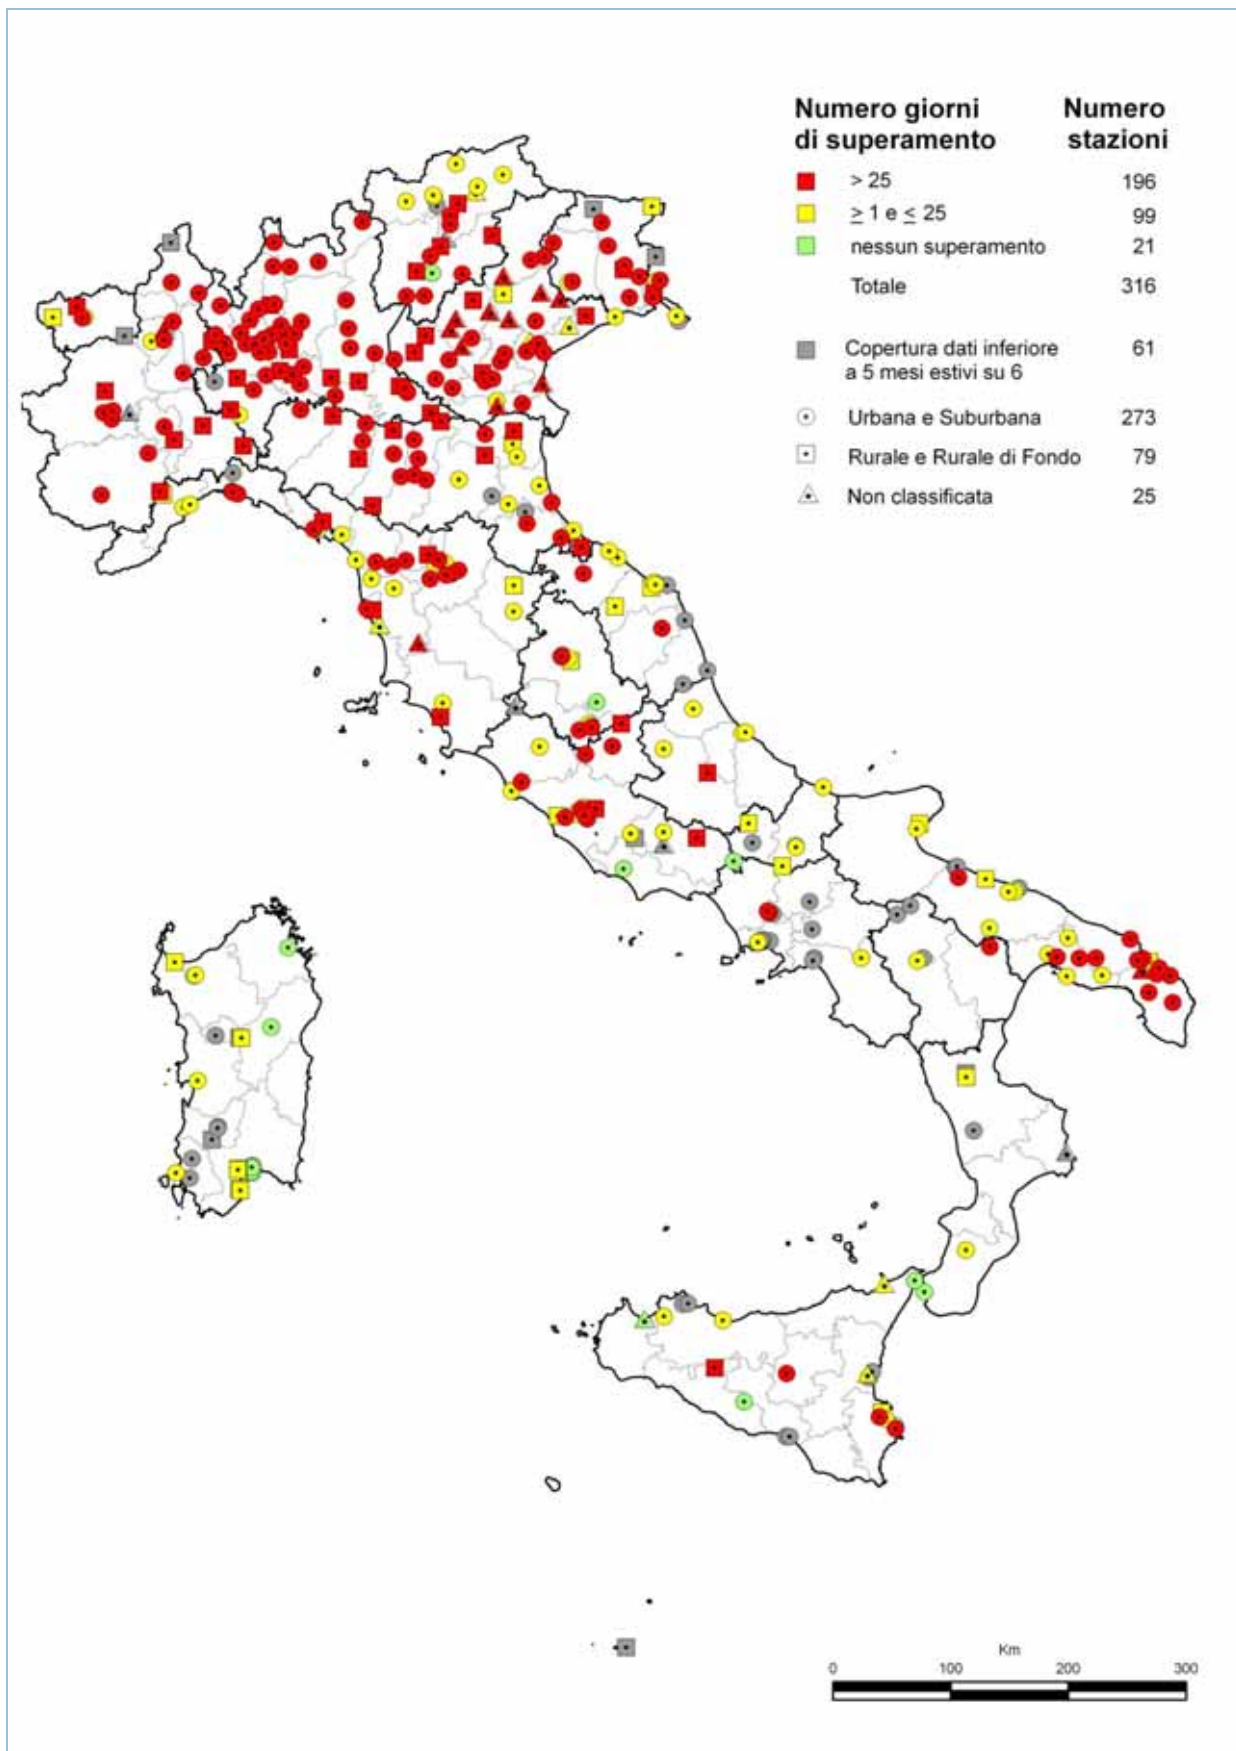 Numero giorni Numero
di superamento stazioni
> 25 196
≥ 1 e ≤ 25 99
nessun superamento 21
Totale 316
Copertura dati inferiore 61
a 5 mesi estivi su 6
Urbana e Suburbana 273
Rurale e Rurale di Fondo 79
Non classificata 25
Km
0 100 200 300